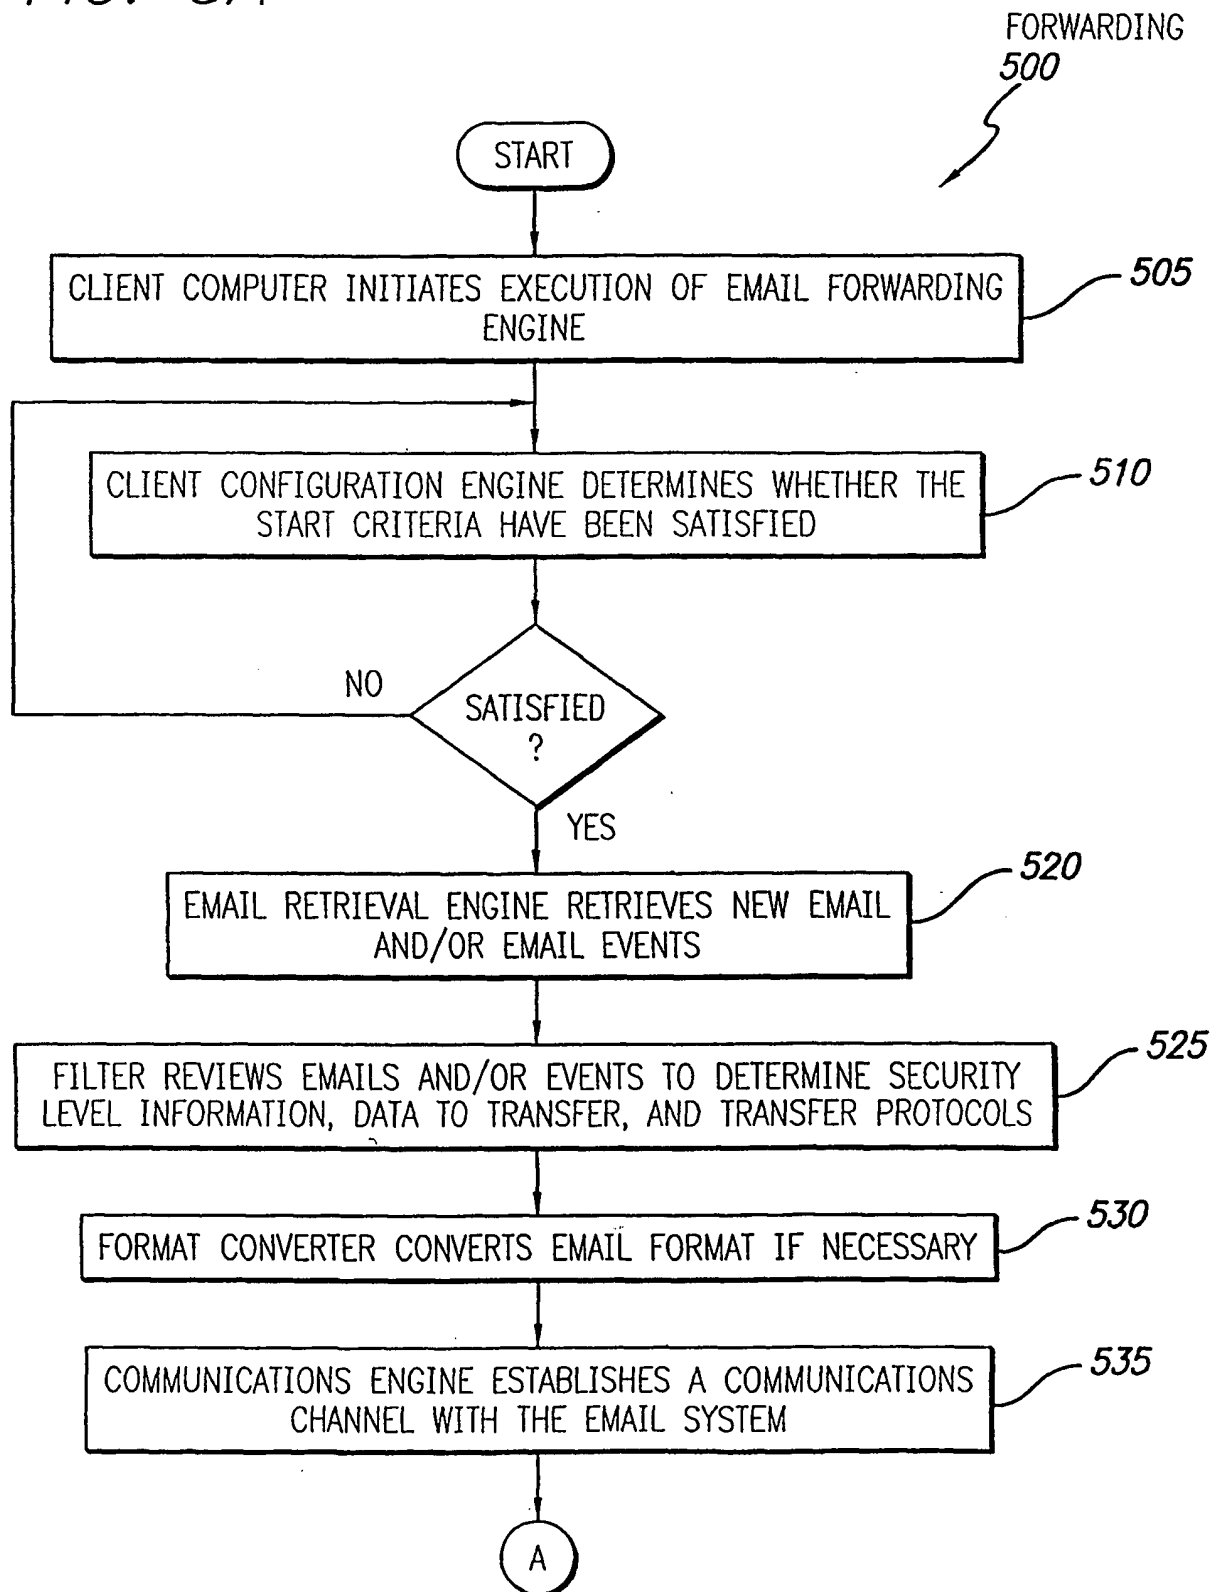 FORWARDING
500
START
CLIENT COMPUTER INITIATES EXECUTION OF EMAIL FORWARDING
ENGINE
505
CLIENT CONFIGURATION ENGINE DETERMINES WHETHER THE
START CRITERIA HAVE BEEN SATISFIED
510
NO
SATISFIED
?
YES
EMAIL RETRIEVAL ENGINE RETRIEVES NEW EMAIL
AND/OR EMAIL EVENTS
520
FILTER REVIEWS EMAILS AND/OR EVENTS TO DETERMINE SECURITY
LEVEL INFORMATION, DATA TO TRANSFER, AND TRANSFER PROTOCOLS
525
FORMAT CONVERTER CONVERTS EMAIL FORMAT IF NECESSARY
530
COMMUNICATIONS ENGINE ESTABLISHES A COMMUNICATIONS
CHANNEL WITH THE EMAIL SYSTEM
535
A